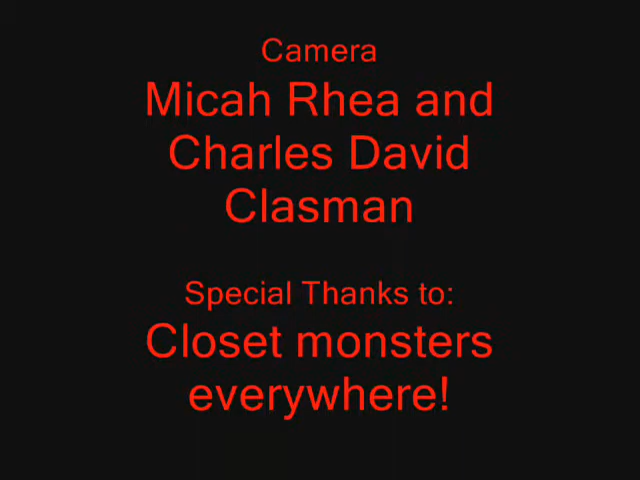 Camera
Micah Rhea and
Charles David
Clasman
Special Thanks to:
Closet monsters
everywhere!